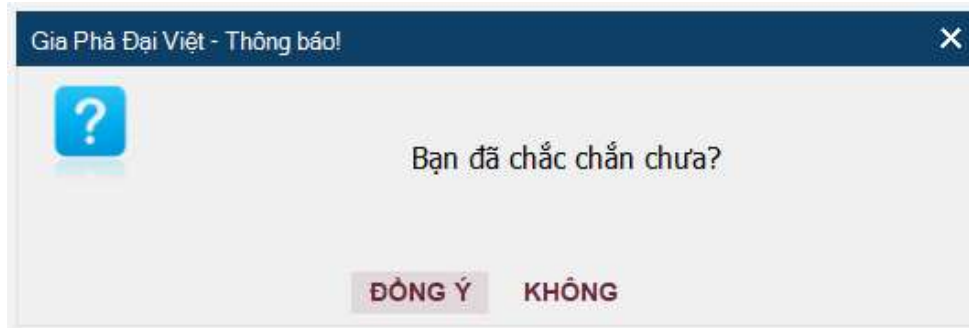 Gia Phả Đại Việt - Thông báo!
Bạn đã chắc chắn chưa?
ĐỒNG Ý KHÔNG